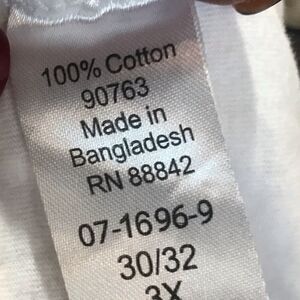 100% Cotton
90763
Made in
Bangladesh
RN 88842
07-1696-9
30/32
3X